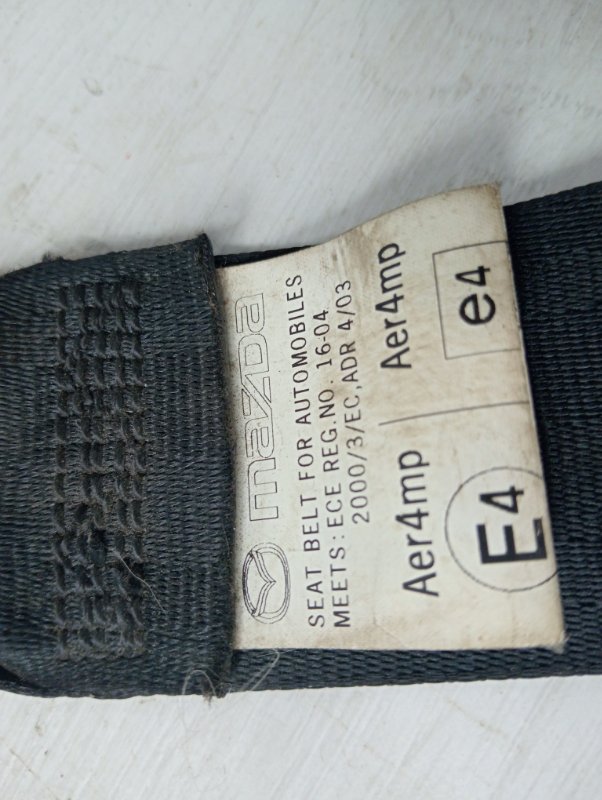 mazda
SEAT BELT FOR AUTOMOBILES
MEETS:ECE REG.NO. 16-04
2000/3/EC,ADR 4/03
Aer4mp Aer4mp
E4 e4